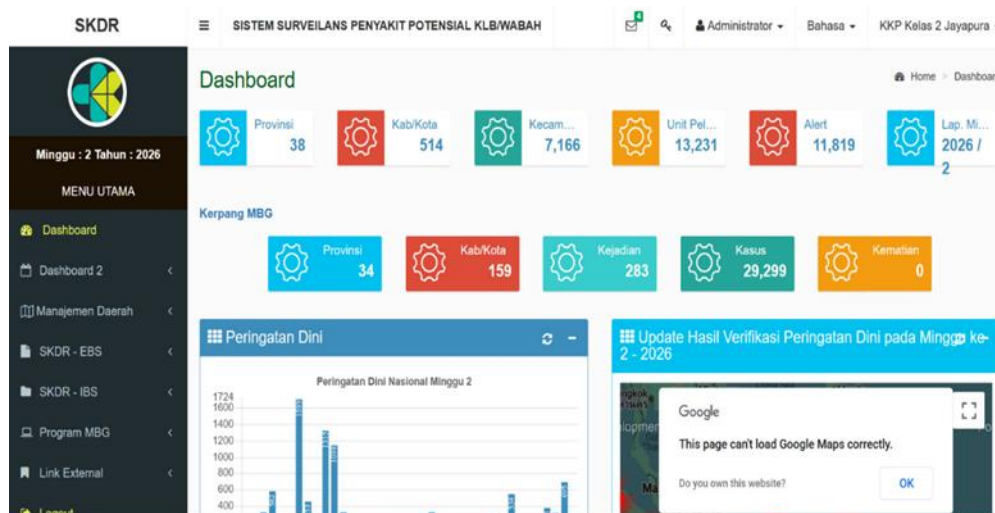 SKDR
SISTEM SURVEILANS PENYAKIT POTENSIAL KLB/WABAH
4
Administrator
Bahasa
KKP Kelas 2 Jayapura
Minggu : 2 Tahun : 2026
MENU UTAMA
Dashboard
Dashboard 2
Manajemen Daerah
SKDR - EBS
SKDR - IBS
Program MBG
Link External
Logout
Dashboard
Home > Dashboar
Provinsi
38
Kab/Kota
514
Kecam...
7,166
Unit Pel...
13,231
Alert
11,819
Lap. Mi...
2026 /
2
Kerpang MBG
Provinsi
34
Kab/Kota
159
Kejadian
283
Kasus
29,299
Kematian
0
Peringatan Dini
Peringatan Dini Nasional Minggu 2
1724
1600
1400
1200
1000
800
600
400
Update Hasil Verifikasi Peringatan Dini pada Minggu ke-
2 - 2026
Google
This page can't load Google Maps correctly.
Do you own this website?
OK